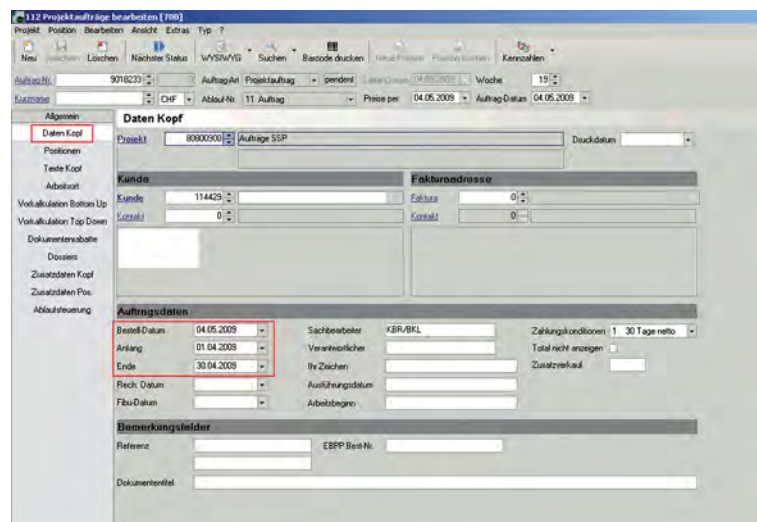 112 Projektaufträge bearbeiten [700]
Projekt Position Bearbeiten Ansicht Extras Typ ?
Neu Löschen Nächster Status WYSIWYG Suchen Barcode drucken Kennzahlen
Auftrag-Nr. 9018233 Auftrag-Art Projektauftrag pendent 04.05.2009 Woche 19
Kurzname CHF Ablauf-Nr. 11 Auftrag Preise per 04.05.2009 Auftrag-Datum 04.05.2009
Allgemein
Daten Kopf
Positionen
Texte Kopf
Arbeitsort
Vorkalkulation Bottom Up
Vorkalkulation Top Down
Dokumentenrabatte
Dossiers
Zusatzdaten Kopf
Zusatzdaten Pos.
Ablaufsteuerung
Daten Kopf
Projekt 80800900 Aufträge SSP Druckdatum
Kunde Fakturaadresse
Kunde 114429 Faktura 0
Kontakt 0 Kontakt 0
Auftragsdaten
Bestell-Datum 04.05.2009 Sachbearbeiter KBR/BKL Zahlungskonditionen 1 30 Tage netto
Anfang 01.04.2009 Verantwortlicher Total nicht anzeigen
Ende 30.04.2009 Ihr Zeichen Zusatzverkauf
Rech. Datum Ausführungsdatum
Fibu-Datum Arbeitsbeginn
Bemerkungsfelder
Referenz EBPP Best-Nr.
Dokumententitel